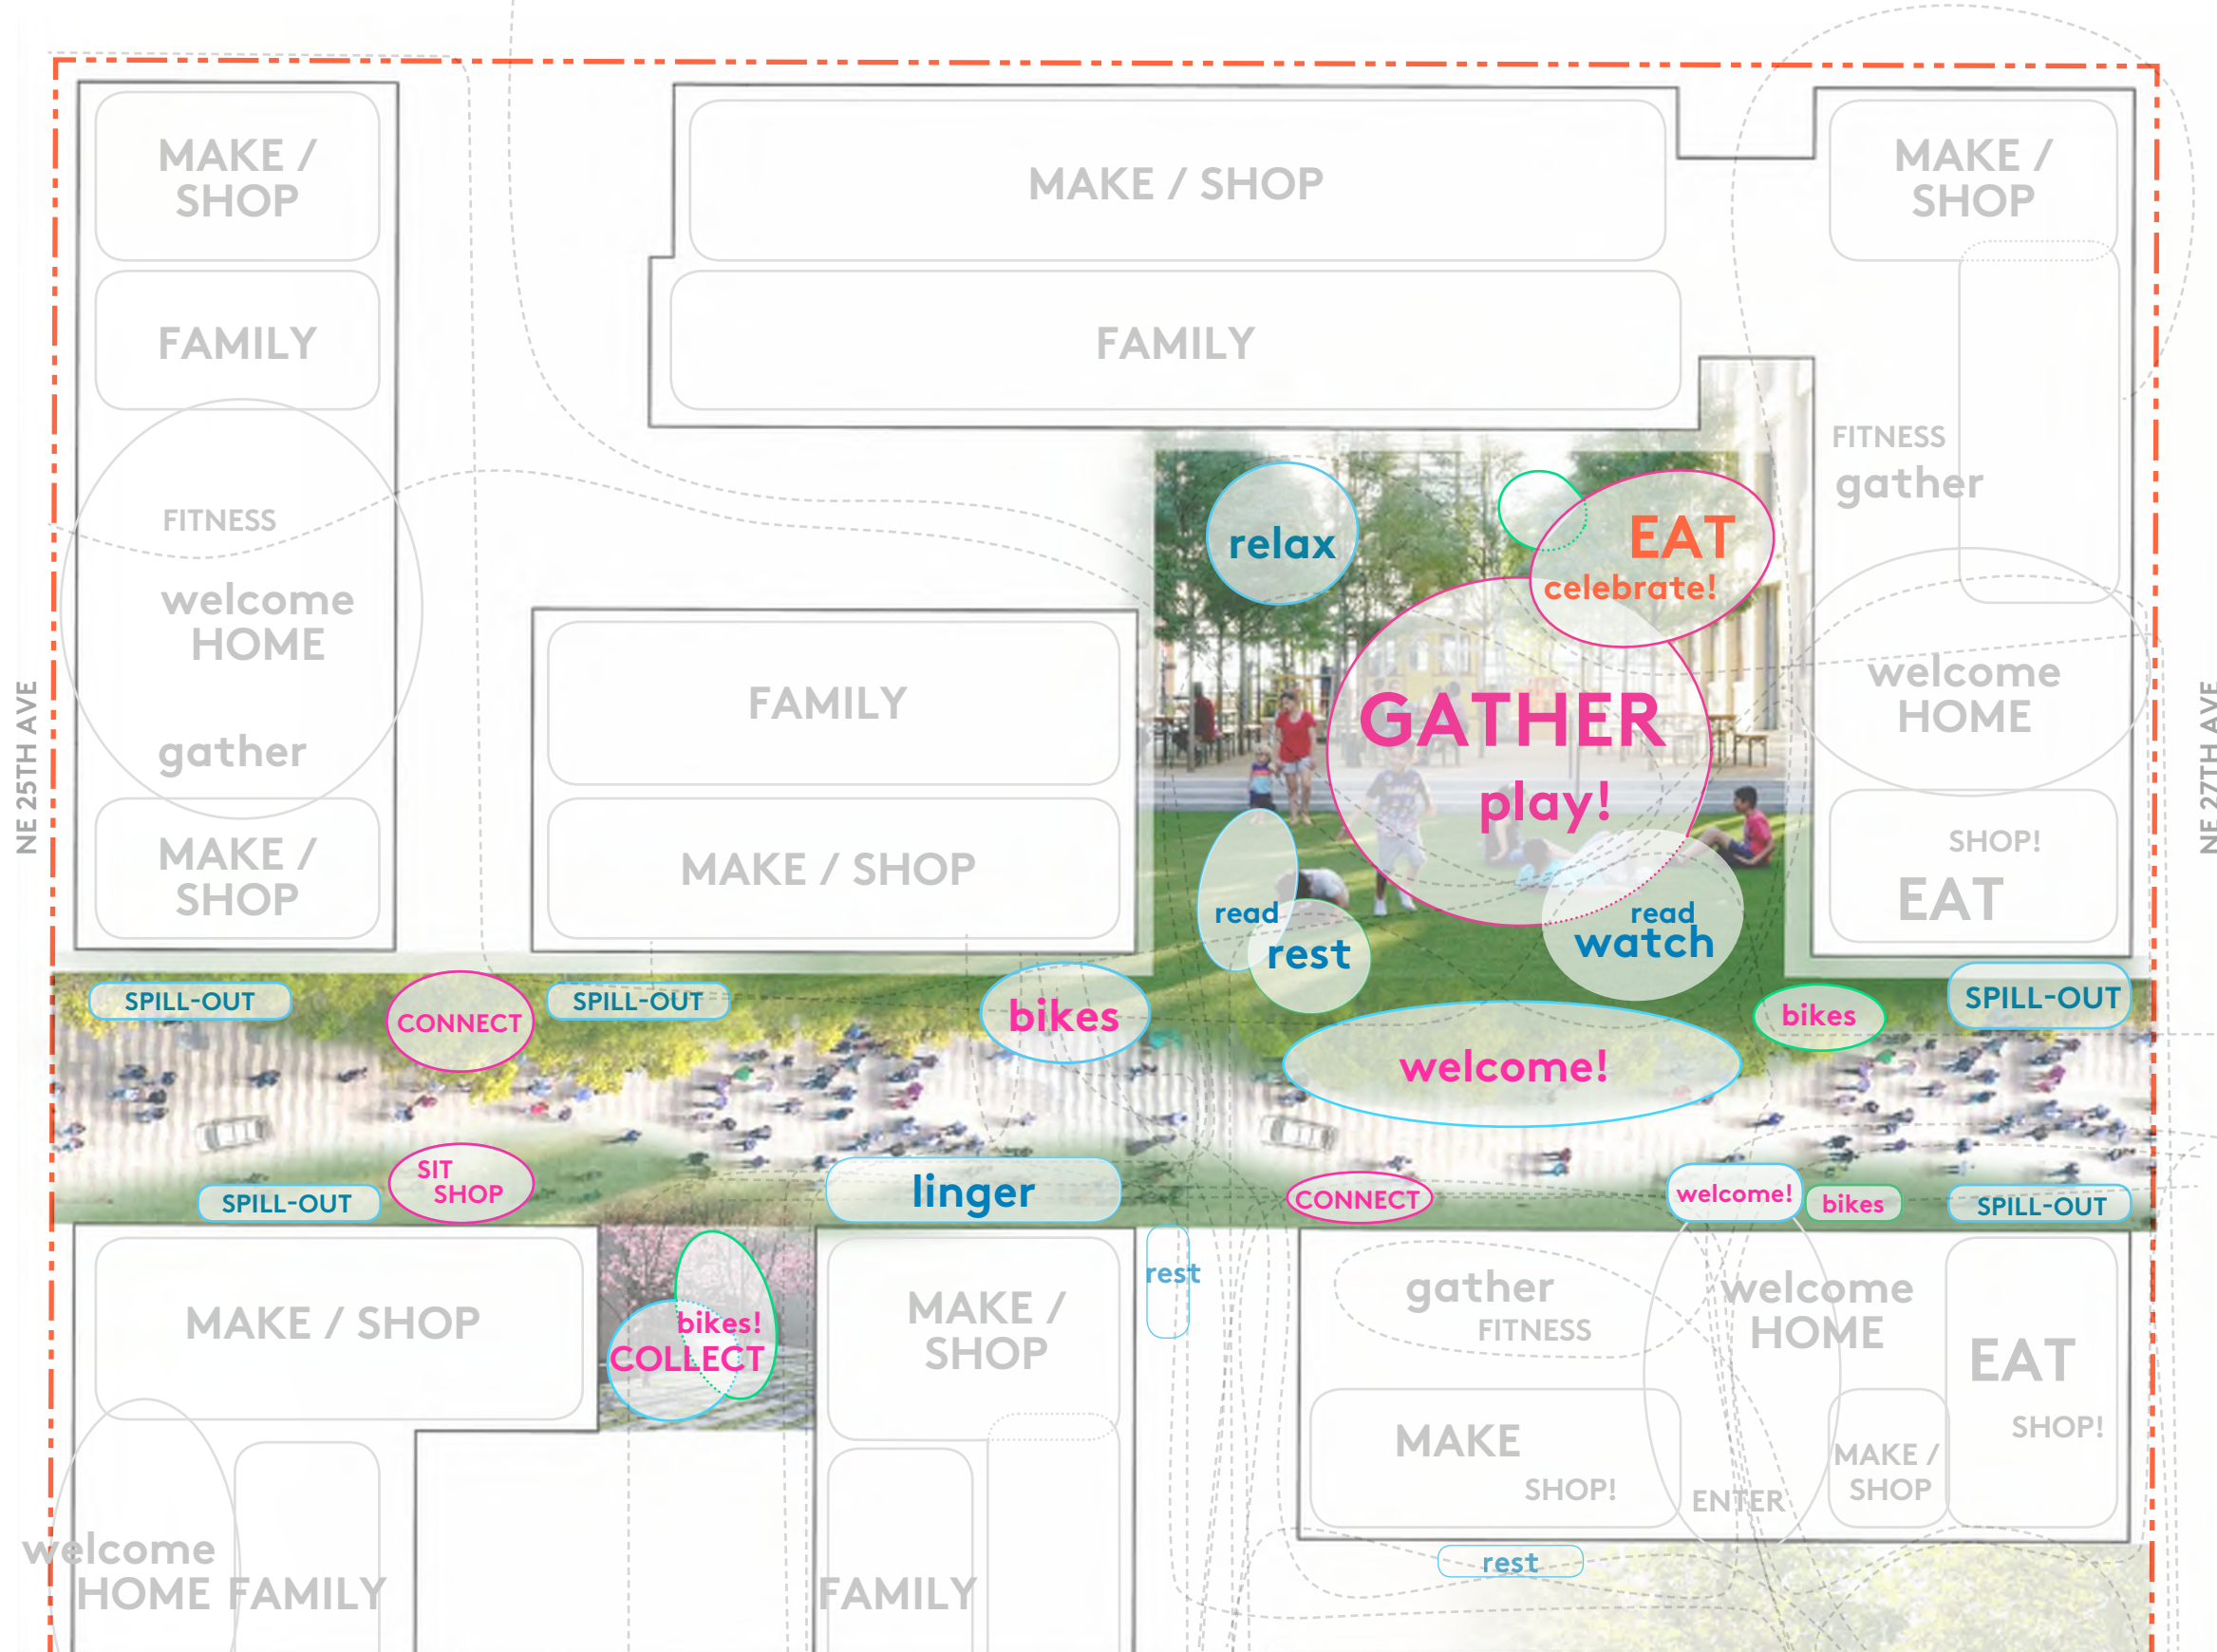 MAKE /
SHOP
MAKE / SHOP
MAKE /
SHOP
FAMILY
FAMILY
FITNESS
gather
FITNESS
relax
EAT
celebrate!
welcome
HOME
welcome
HOME
FAMILY
GATHER
play!
NE 25TH AVE
NE 27TH AVE
gather
MAKE /
SHOP
MAKE / SHOP
SHOP!
EAT
read
rest
read
watch
SPILL-OUT
CONNECT
SPILL-OUT
bikes
welcome!
bikes
SPILL-OUT
SPILL-OUT
SIT
SHOP
linger
CONNECT
welcome!
bikes
SPILL-OUT
MAKE / SHOP
bikes!
COLLECT
MAKE /
SHOP
rest
gather
FITNESS
welcome
HOME
EAT
SHOP!
MAKE
SHOP!
ENTER
MAKE /
SHOP
welcome
HOME
FAMILY
FAMILY
rest